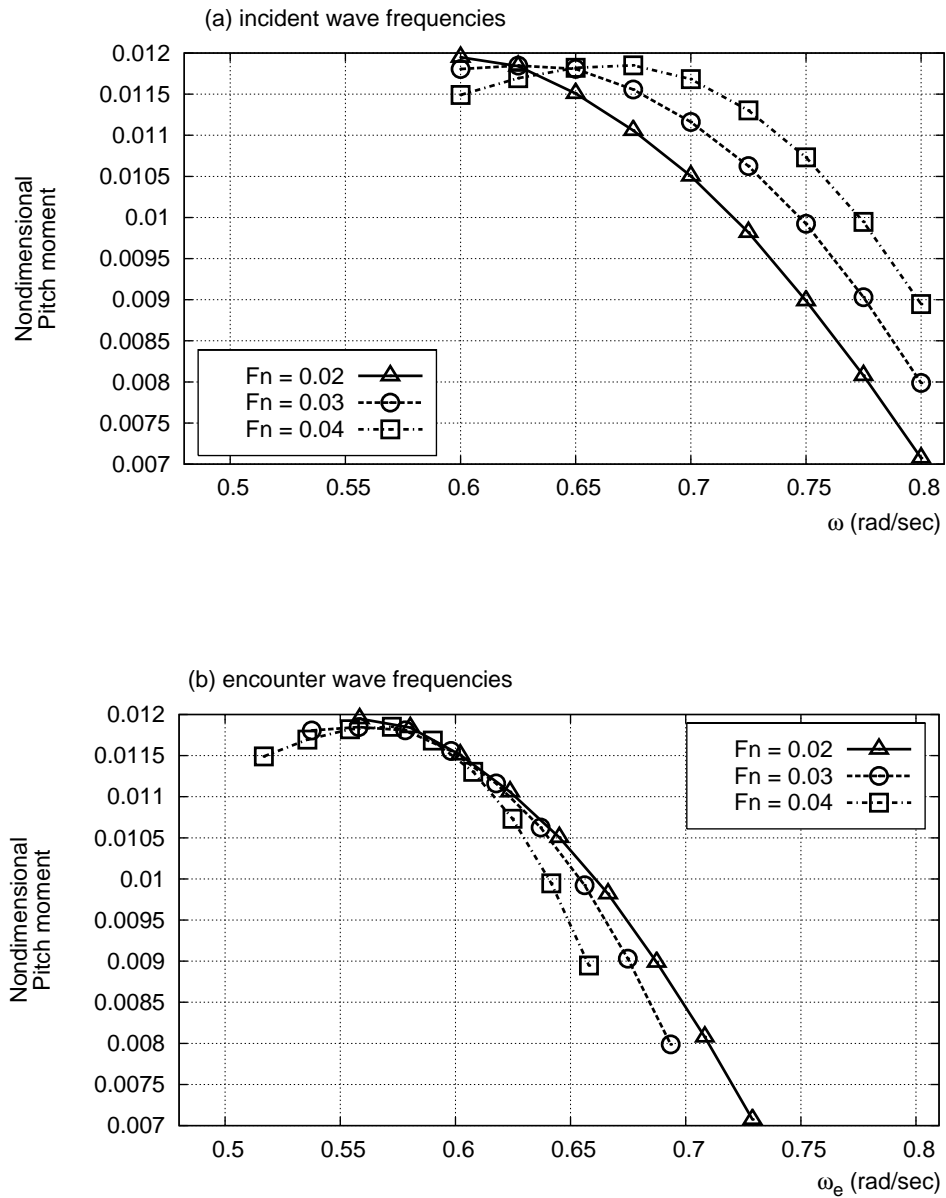 (a) incident wave frequencies
0.012
0.0115
0.011
0.0105
0.01
0.0095
0.009
0.0085
0.008
0.0075
0.007
Nondimensional
Pitch moment
Fn = 0.02
Fn = 0.03
Fn = 0.04
0.5 0.55 0.6 0.65 0.7 0.75 0.8
ω (rad/sec)
(b) encounter wave frequencies
0.012
0.0115
0.011
0.0105
0.01
0.0095
0.009
0.0085
0.008
0.0075
0.007
Nondimensional
Pitch moment
Fn = 0.02
Fn = 0.03
Fn = 0.04
0.5 0.55 0.6 0.65 0.7 0.75 0.8
ωe (rad/sec)